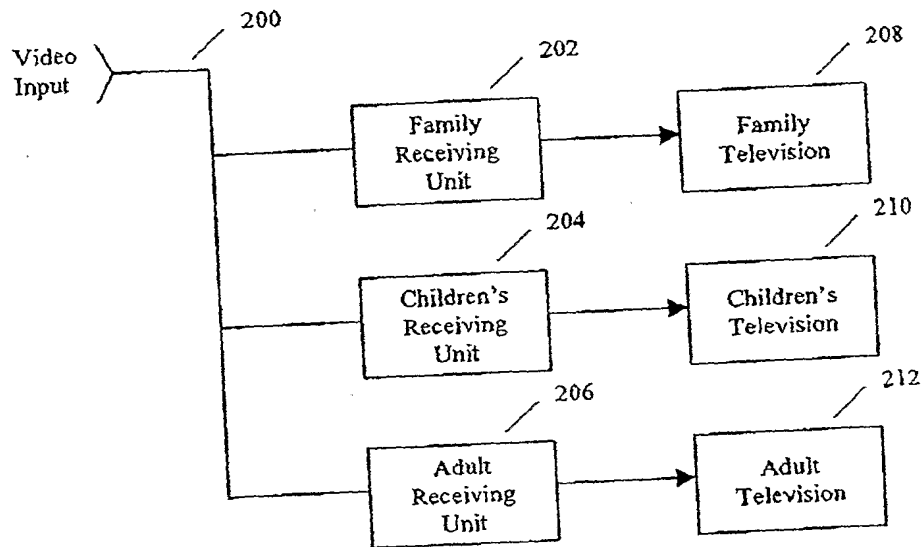 200
Video
Input
202
Family
Receiving
Unit
208
Family
Television
204
Children's
Receiving
Unit
210
Children's
Television
206
Adult
Receiving
Unit
212
Adult
Television